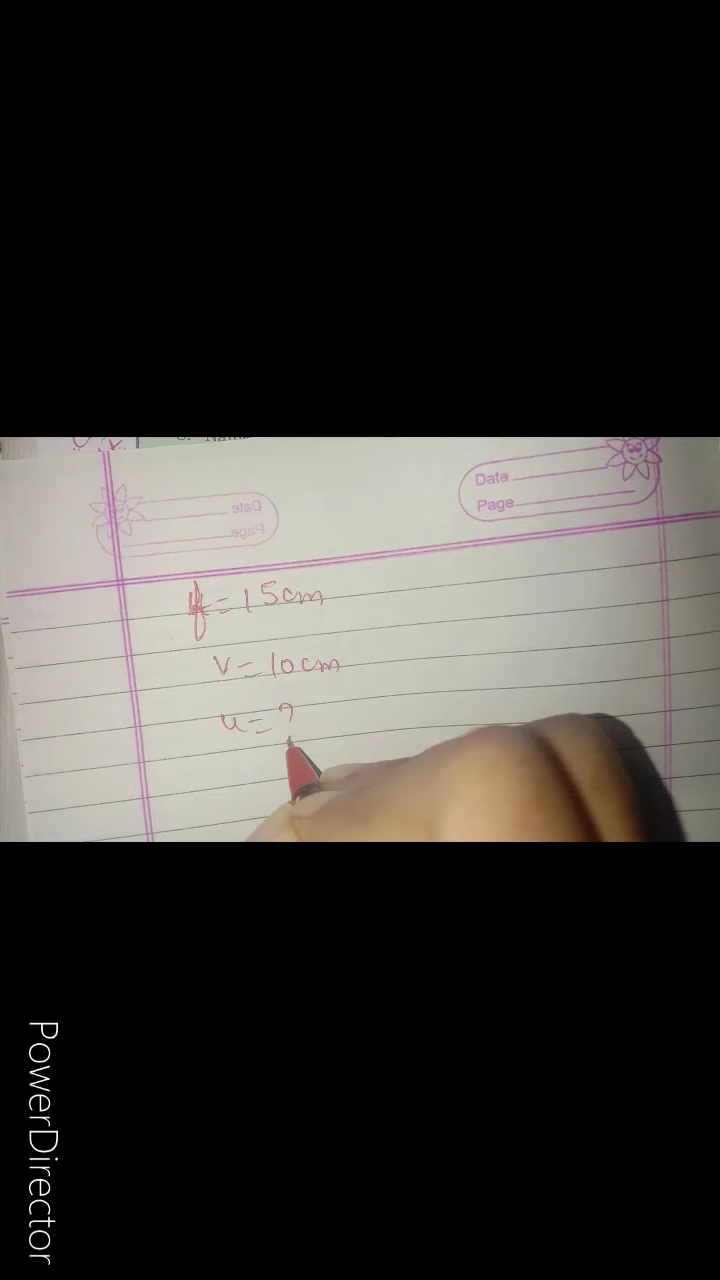 Date
Page
Date
Page
f = 15cm
v = 10cm
u = ?
PowerDirector